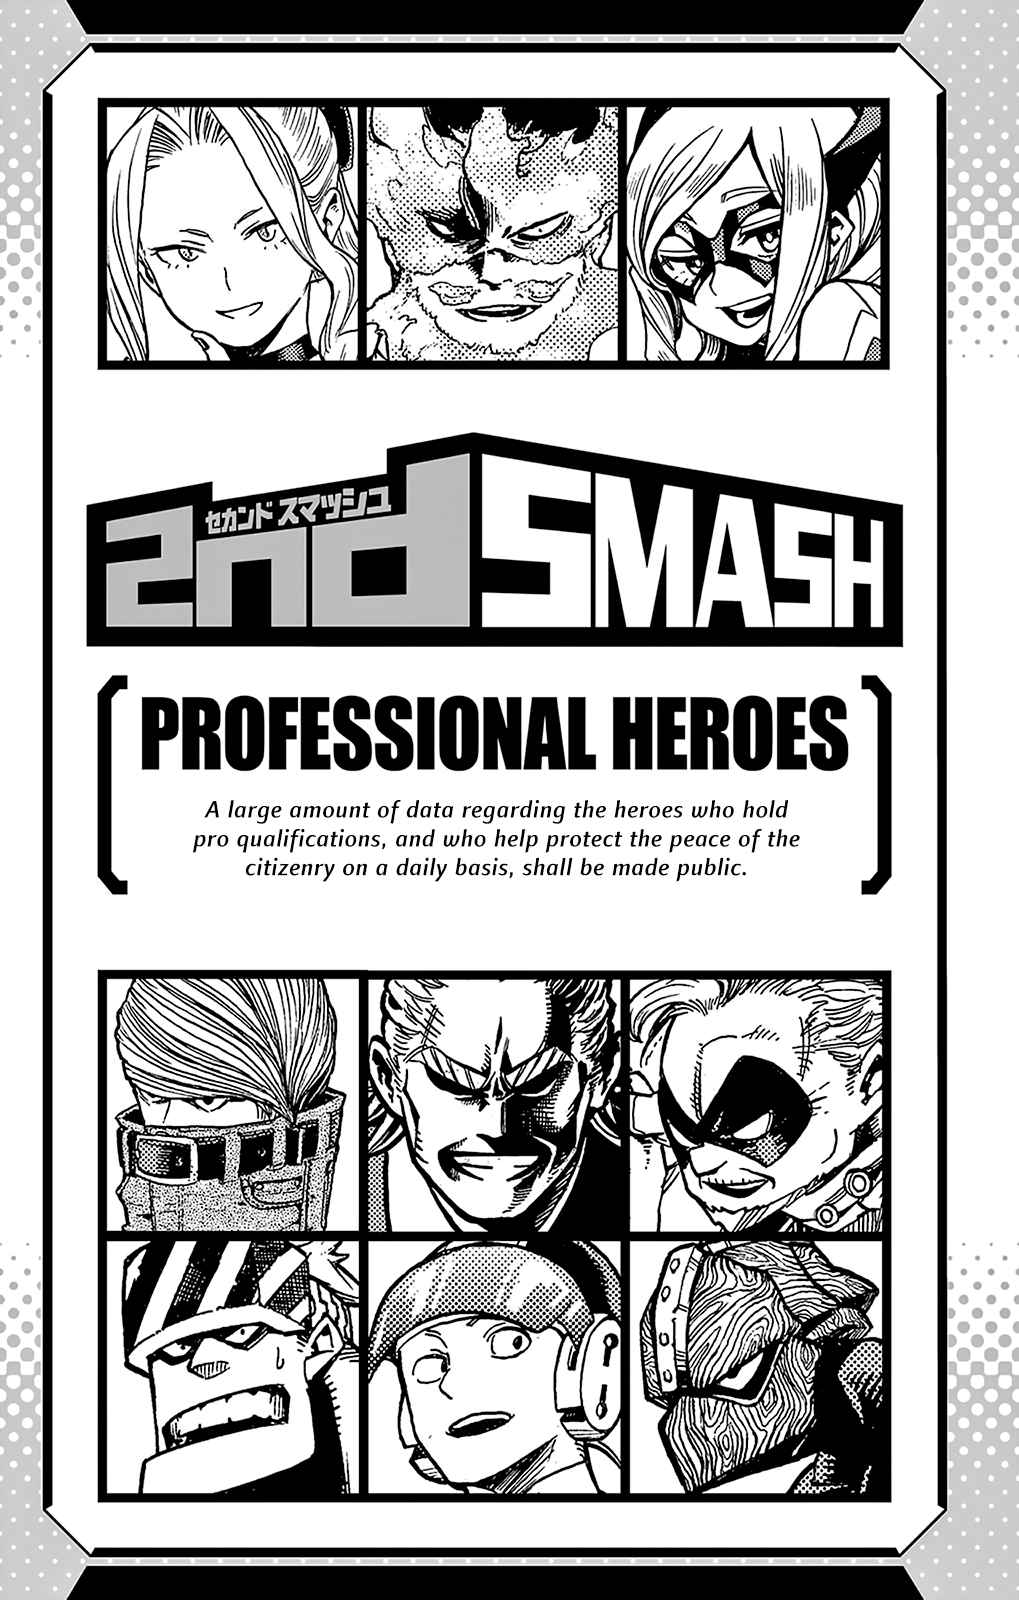 セカンド スマッシュ
2nd SMASH
PROFESSIONAL HEROES
A large amount of data regarding the heroes who hold
pro qualifications, and who help protect the peace of the
citizenry on a daily basis, shall be made public.